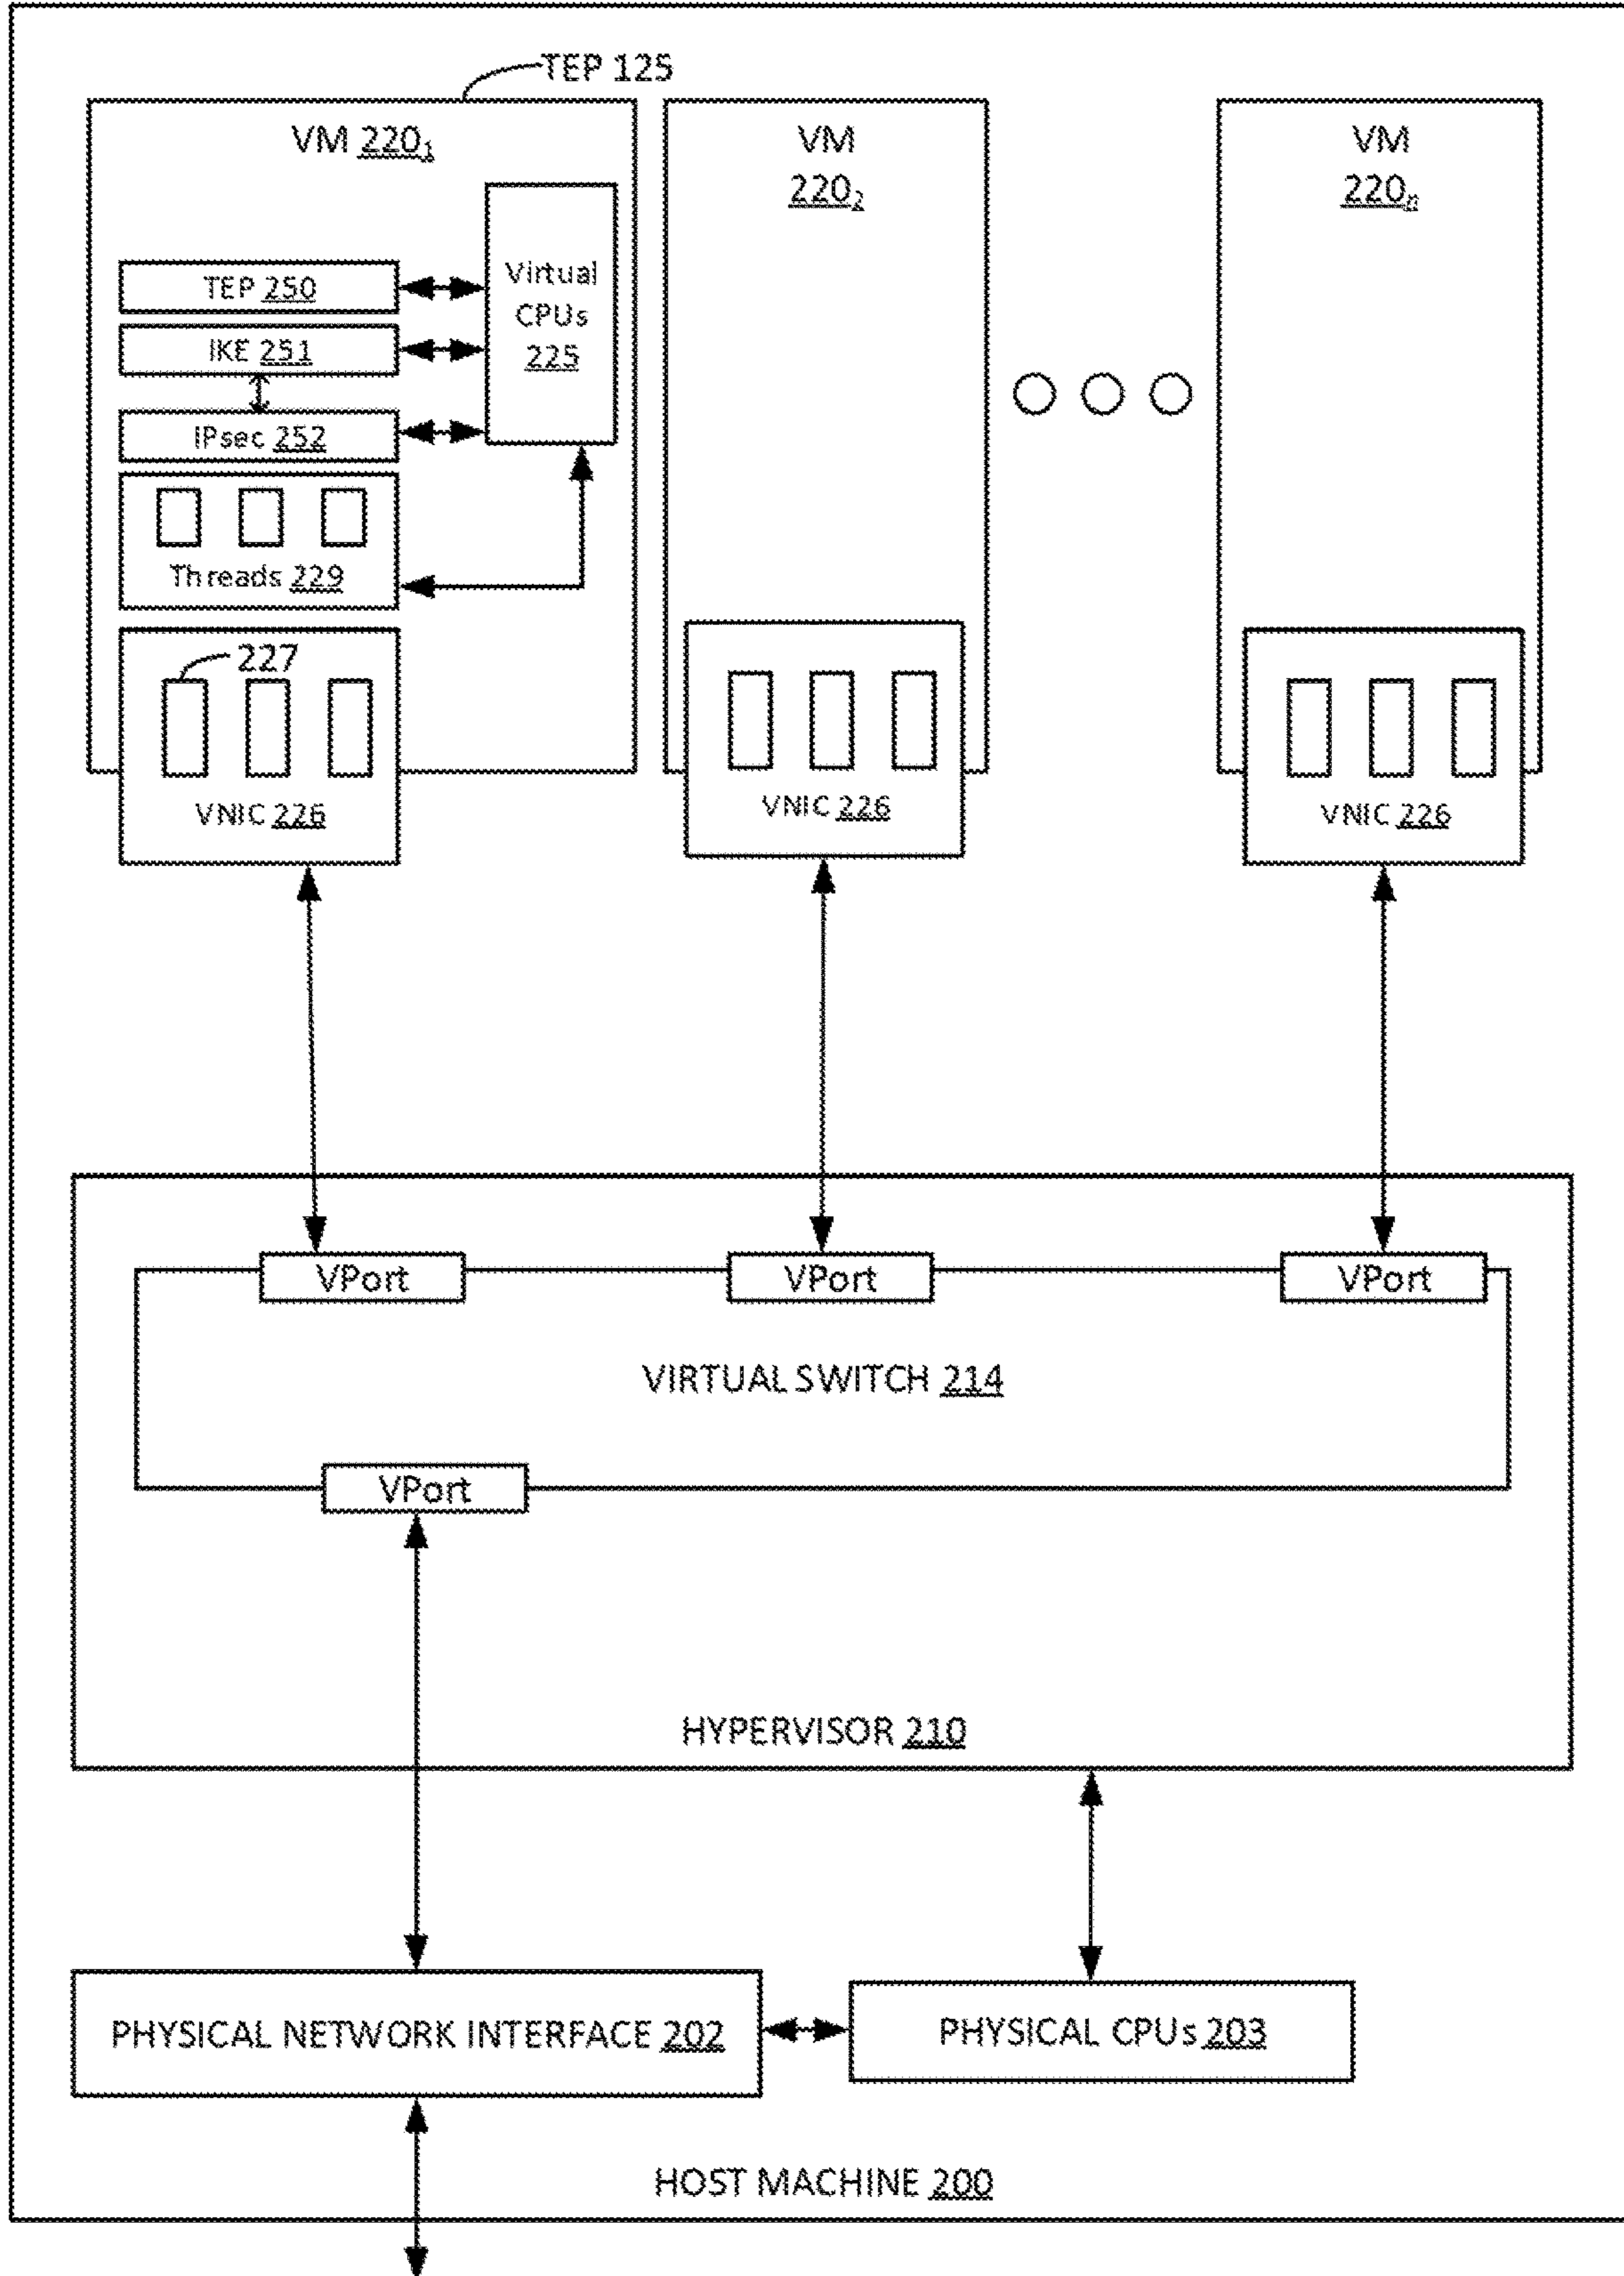 TEP 125
VM 220₁
TEP 250
IKE 251
IPsec 252
Threads 229
Virtual
CPUs
225
227
VNIC 226
VM
220₂
VNIC 226
VM
220ₙ
VNIC 226
VPort
VPort
VPort
VIRTUAL SWITCH 214
VPort
HYPERVISOR 210
PHYSICAL NETWORK INTERFACE 202
PHYSICAL CPUs 203
HOST MACHINE 200